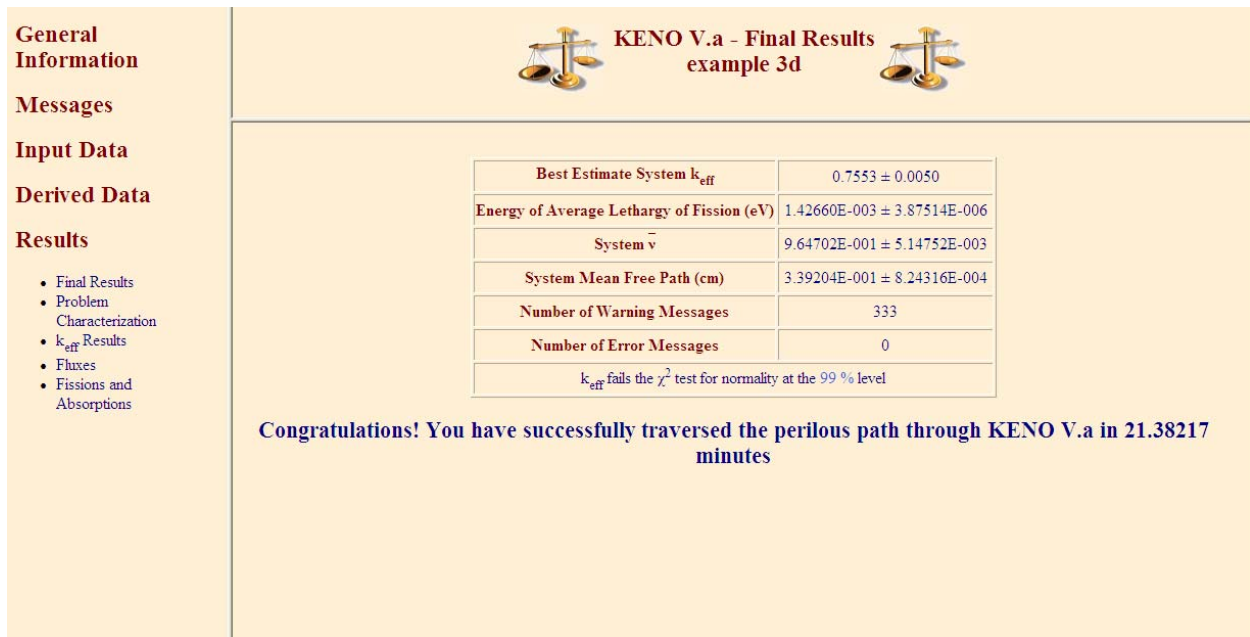 General
Information
Messages
Input Data
Derived Data
Results
• Final Results
• Problem
Characterization
• keff Results
• Fluxes
• Fissions and
Absorptions
KENO V.a - Final Results
example 3d
Best Estimate System keff 0.7553 ± 0.0050
Energy of Average Lethargy of Fission (eV) 1.42660E-003 ± 3.87514E-006
System ν̅ 9.64702E-001 ± 5.14752E-003
System Mean Free Path (cm) 3.39204E-001 ± 8.24316E-004
Number of Warning Messages 333
Number of Error Messages 0
keff fails the χ² test for normality at the 99 % level
Congratulations! You have successfully traversed the perilous path through KENO V.a in 21.38217
minutes